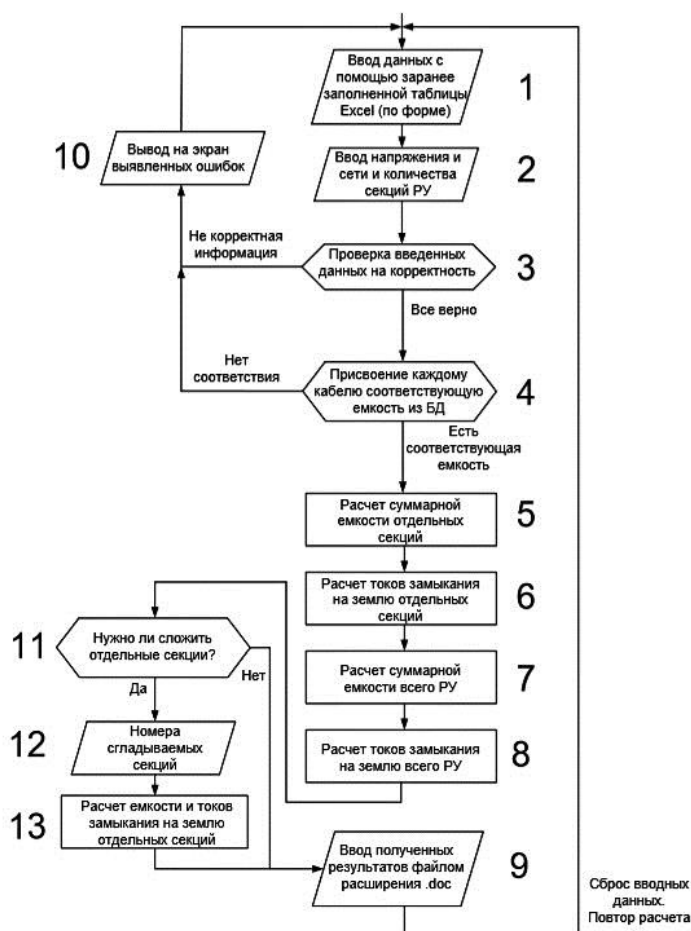 Ввод данных с
помощью заранее
заполненной таблицы
Excel (по форме)
1
Ввод напряжения и
сети и количества
секций РУ
2
10
Вывод на экран
выявленных ошибок
Не корректная
информация
Проверка введенных
данных на корректность
3
Все верно
Нет
соответствия
Присвоение каждому
кабелю соответствующую
емкость из БД
4
Есть
соответствующая
емкость
Расчет суммарной
емкости отдельных
секций
5
Расчет токов замыкания
на землю отдельных
секций
6
11
Нужно ли сложить
отдельные секции?
Да
Нет
Расчет суммарной
емкости всего РУ
7
12
Номера
сгладываемых
секций
Расчет токов замыкания
на землю всего РУ
8
13
Расчет емкости и токов
замыкания на землю
отдельных секций
Ввод полученных
результатов файлом
расширения .doc
9
Сброс вводных
данных.
Повтор расчета